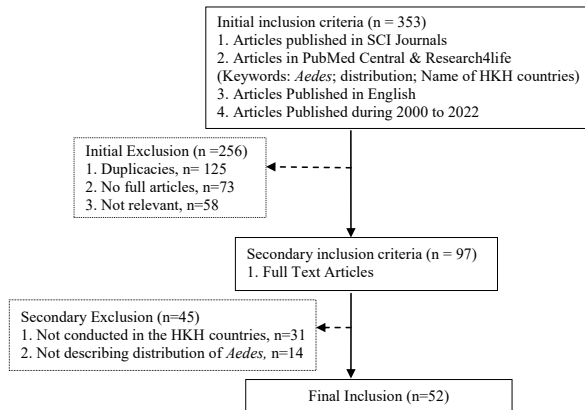 Initial inclusion criteria (n = 353)
1. Articles published in SCI Journals
2. Articles in PubMed Central & Research4life
(Keywords: Aedes; distribution; Name of HKH countries)
3. Articles Published in English
4. Articles Published during 2000 to 2022
Initial Exclusion (n =256)
1. Duplicacies, n= 125
2. No full articles, n=73
3. Not relevant, n=58
Secondary inclusion criteria (n = 97)
1. Full Text Articles
Secondary Exclusion (n=45)
1. Not conducted in the HKH countries, n=31
2. Not describing distribution of Aedes, n=14
Final Inclusion (n=52)